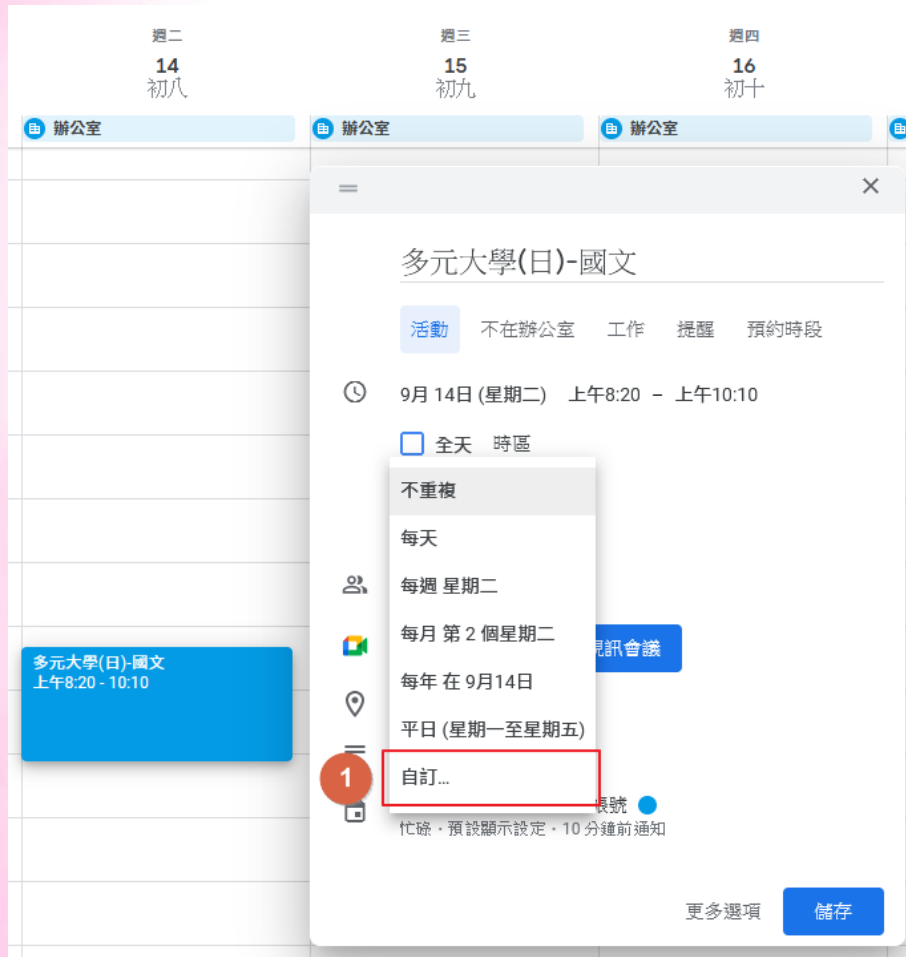 週二 週三 週四
14 15 16
初八 初九 初十
辦公室 辦公室 辦公室
多元大學(日)-國文
活動 不在辦公室 工作 提醒 預約時段
9月 14日 (星期二) 上午8:20 – 上午10:10
全天 時區
不重複
每天
每週 星期二
每月 第 2 個星期二
視訊會議
多元大學(日)-國文
上午8:20 - 10:10
每年 在 9月14日
平日 (星期一至星期五)
1 自訂...
帳號
忙碌・預設顯示設定・10 分鐘前通知
更多選項 儲存